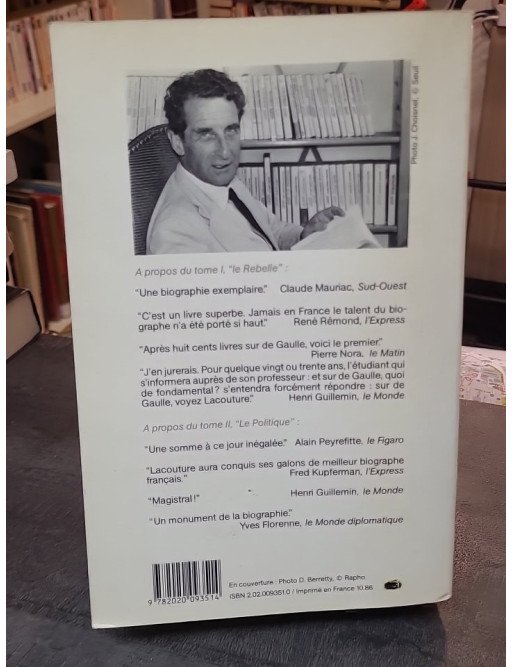 Photo J. Choisnel, © Seuil
A propos du tome I, "le Rebelle" :
"Une biographie exemplaire." Claude Mauriac, Sud-Ouest
"C'est un livre superbe. Jamais en France le talent du bio-
graphe n'a été porté si haut." René Rémond, l'Express
"Après huit cents livres sur de Gaulle, voici le premier."
Pierre Nora, le Matin
"J'en jurerais. Pour quelque vingt ou trente ans, l'étudiant qui
s'informera auprès de son professeur : et sur de Gaulle, quoi
de fondamental ? s'entendra forcément répondre : sur de
Gaulle, voyez Lacouture." Henri Guillemin, le Monde
A propos du tome II, "Le Politique" :
"Une somme à ce jour inégalée." Alain Peyrefitte, le Figaro
"Lacouture aura conquis ses galons de meilleur biographe
français." Fred Kupferman, l'Express
"Magistral !" Henri Guillemin, le Monde
"Un monument de la biographie."
Yves Florenne, le Monde diplomatique
9 782020 093514
En couverture : Photo D. Berretty, © Rapho
ISBN 2.02.009351.0 / Imprimé en France 10.86